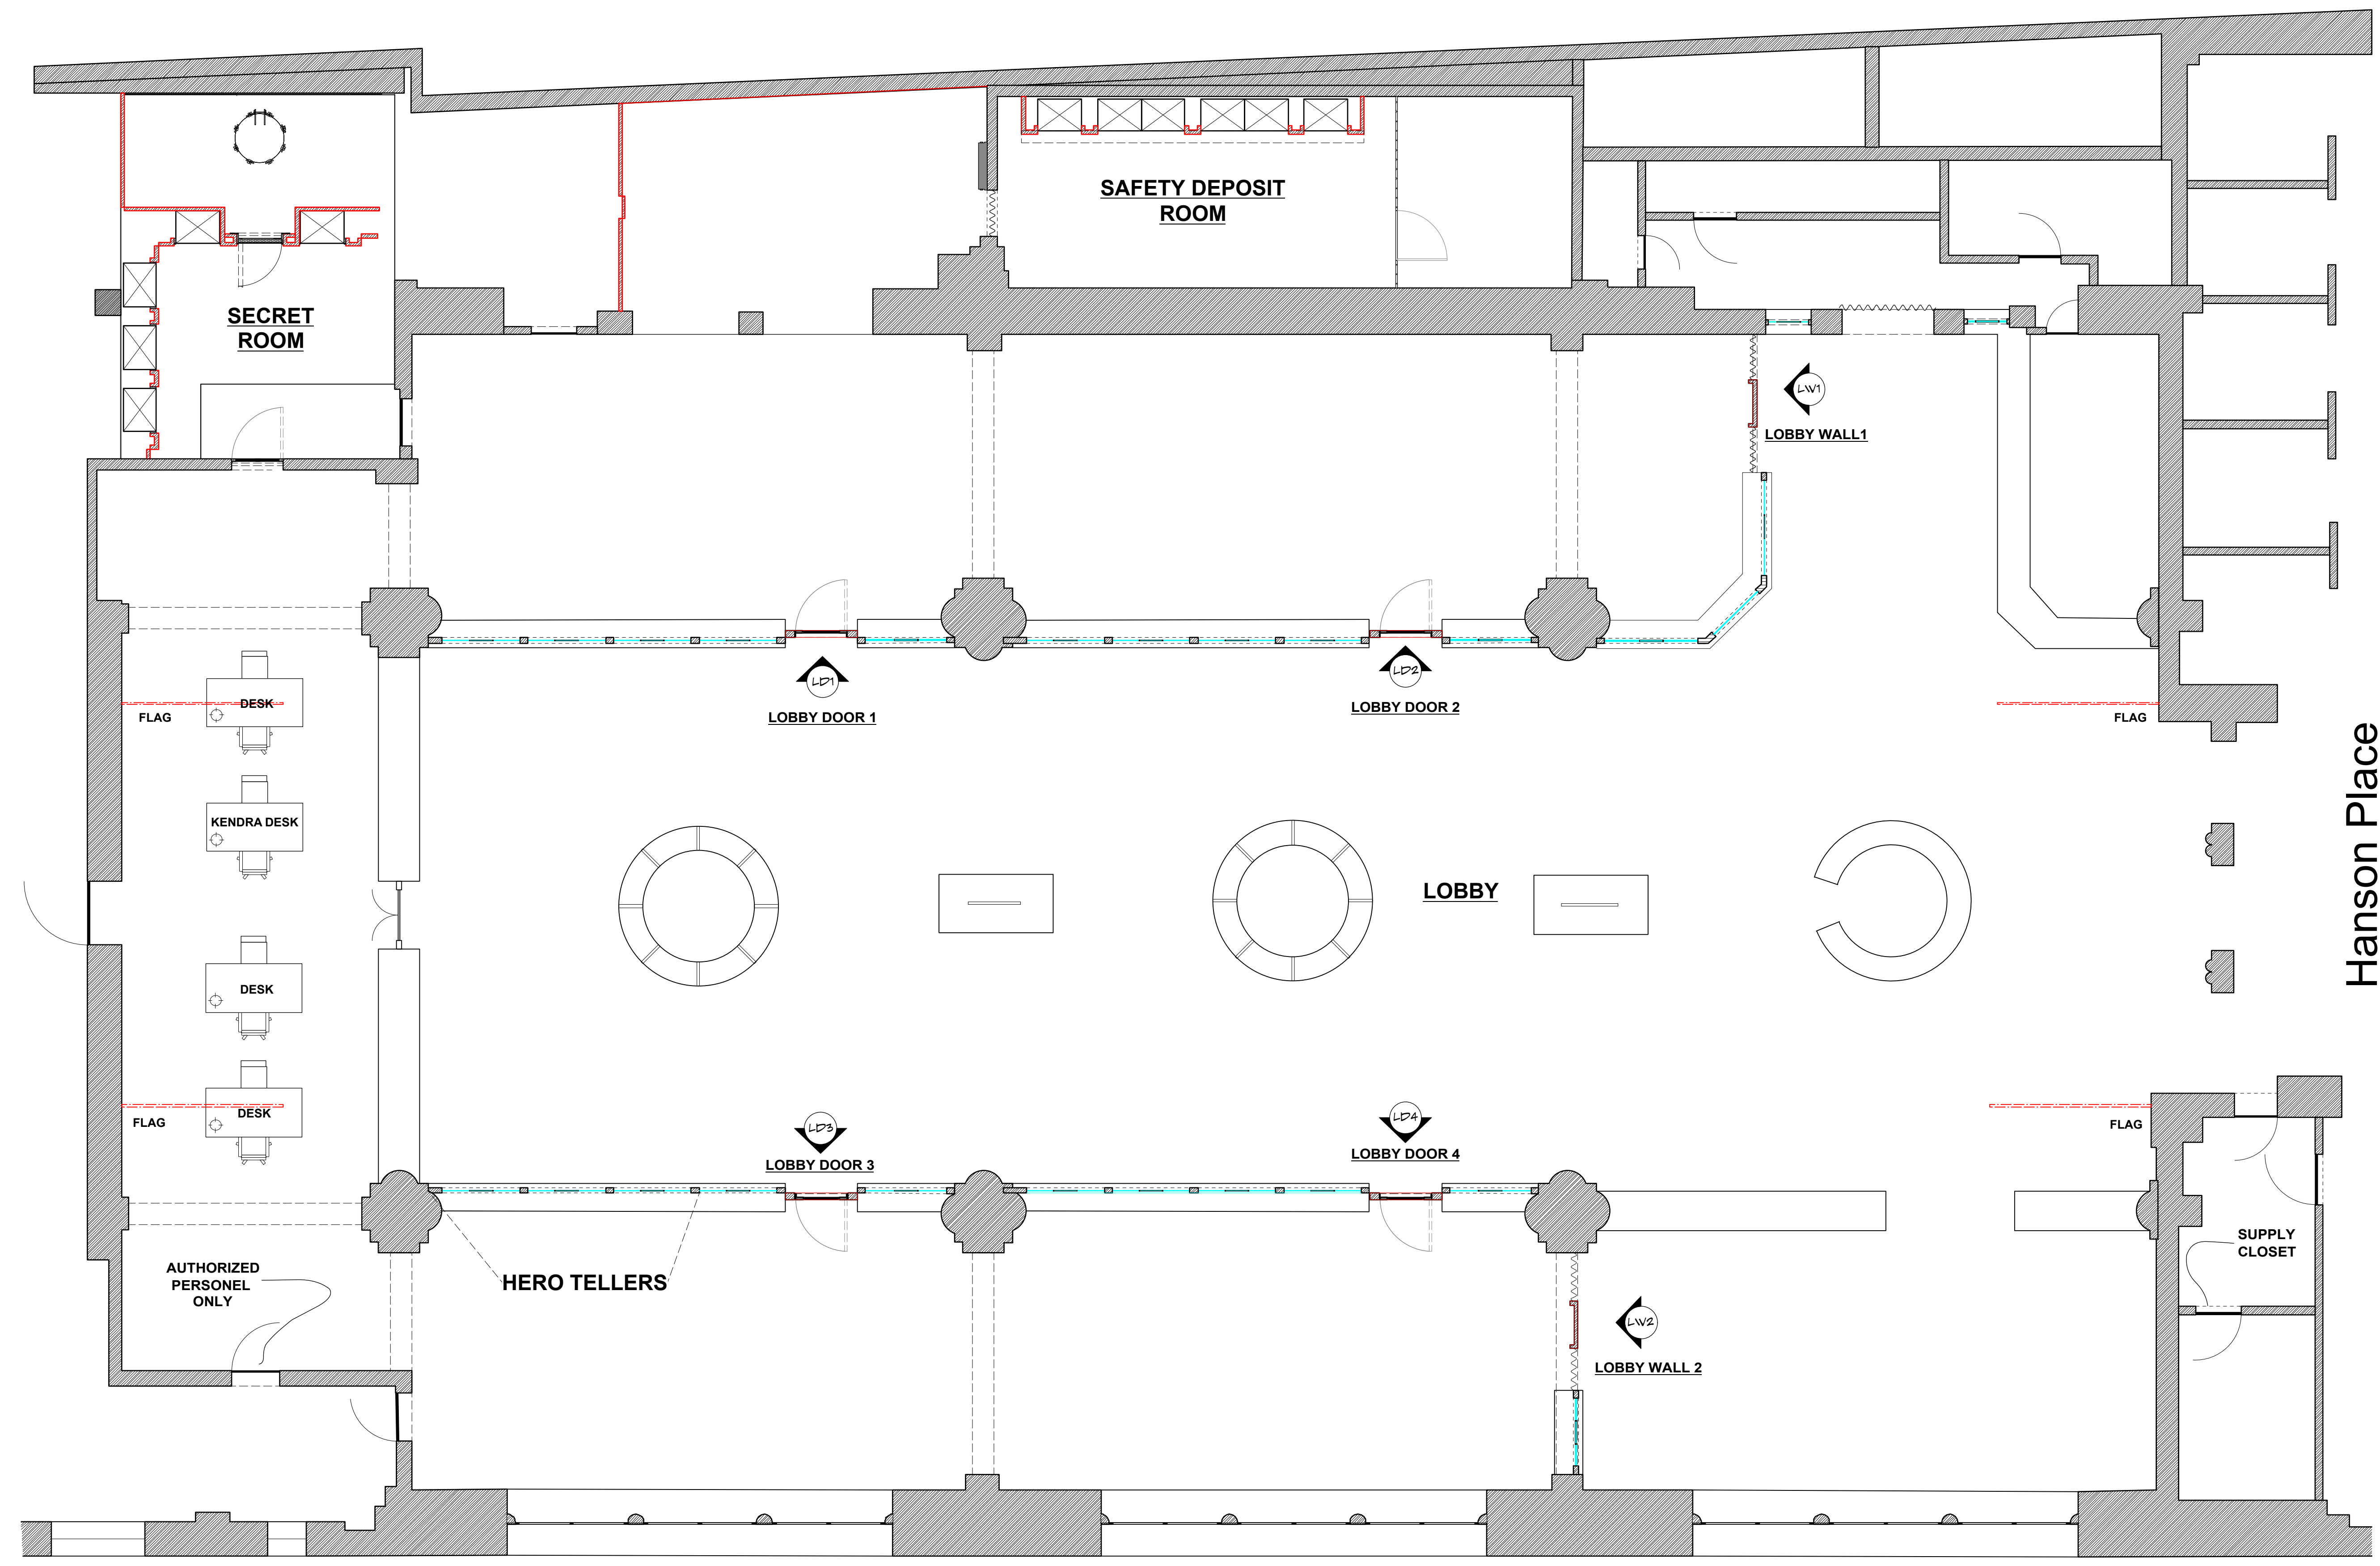 SAFETY DEPOSIT
ROOM
SECRET
ROOM
LW1
LOBBY WALL1
LD1
LOBBY DOOR 1
LD2
LOBBY DOOR 2
DESK
FLAG
FLAG
KENDRA DESK
LOBBY
Hanson Place
DESK
DESK
FLAG
FLAG
LD3
LOBBY DOOR 3
LD4
LOBBY DOOR 4
SUPPLY
CLOSET
AUTHORIZED
PERSONEL
ONLY
HERO TELLERS
LW2
LOBBY WALL 2